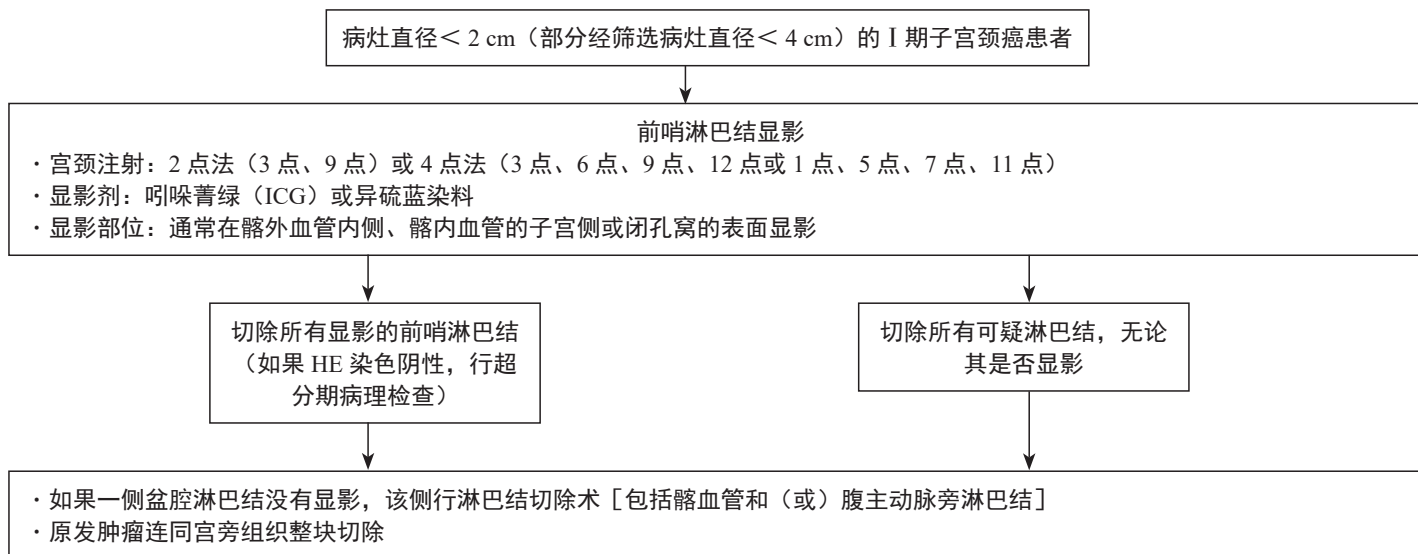 病灶直径＜ 2 cm（部分经筛选病灶直径＜ 4 cm）的 I 期子宫颈癌患者
前哨淋巴结显影
· 宫颈注射：2 点法（3 点、9 点）或 4 点法（3 点、6 点、9 点、12 点或 1 点、5 点、7 点、11 点）
· 显影剂：吲哚菁绿（ICG）或异硫蓝染料
· 显影部位：通常在髂外血管内侧、髂内血管的子宫侧或闭孔窝的表面显影
切除所有显影的前哨淋巴结
（如果 HE 染色阴性，行超
分期病理检查）
切除所有可疑淋巴结，无论
其是否显影
· 如果一侧盆腔淋巴结没有显影，该侧行淋巴结切除术［包括髂血管和（或）腹主动脉旁淋巴结］
· 原发肿瘤连同宫旁组织整块切除